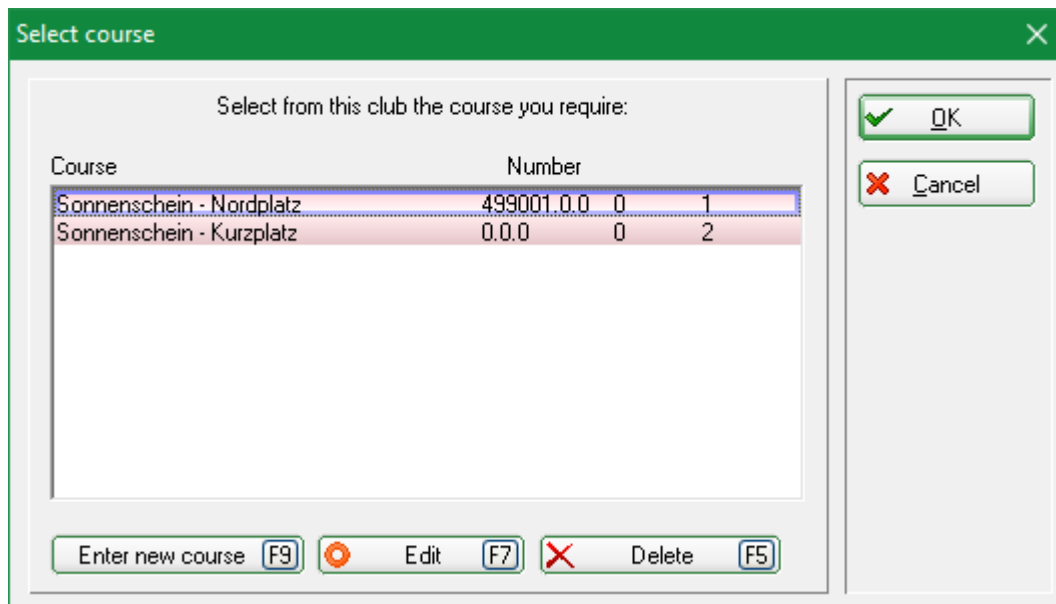 Select course
Select from this club the course you require:
Course Number
Sonnenschein - Nordplatz 499001.0.0 0 1
Sonnenschein - Kurzplatz 0.0.0 0 2
Enter new course F9 Edit F7 Delete F5
OK
Cancel